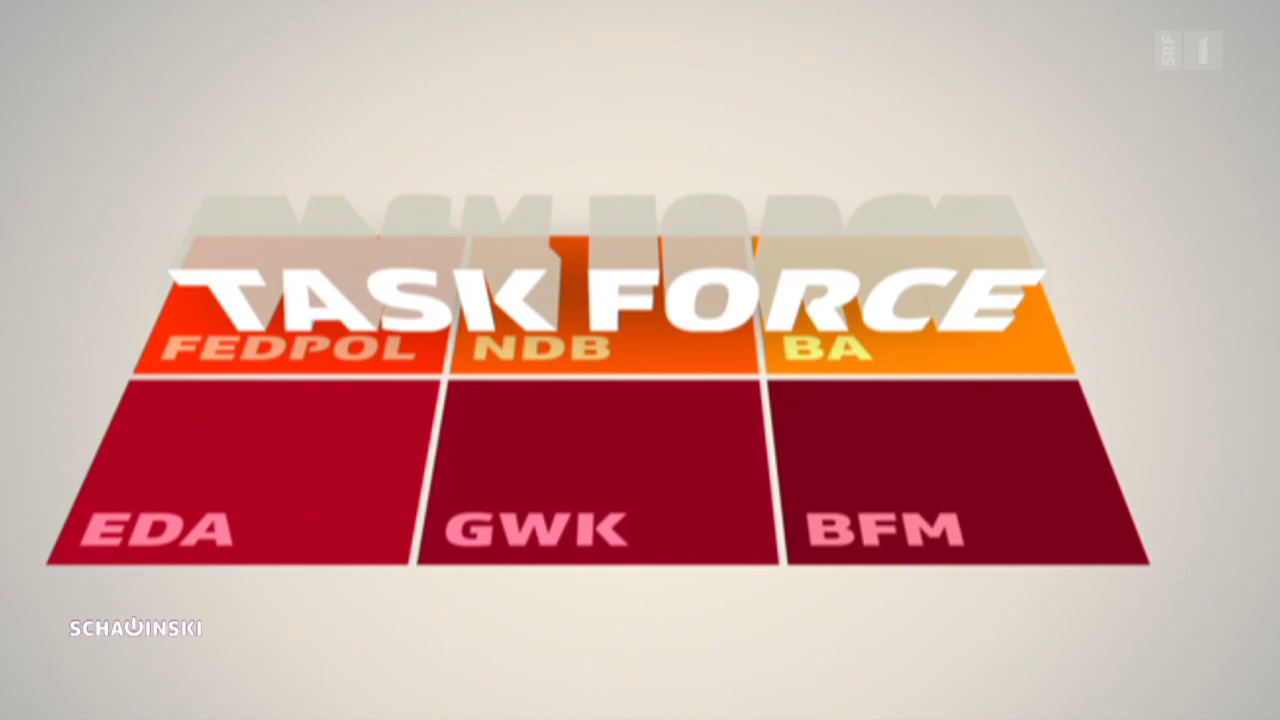 SRF 1
TASK FORCE
FEDPOL NDB BA
EDA GWK BFM
SCHAWINSKI